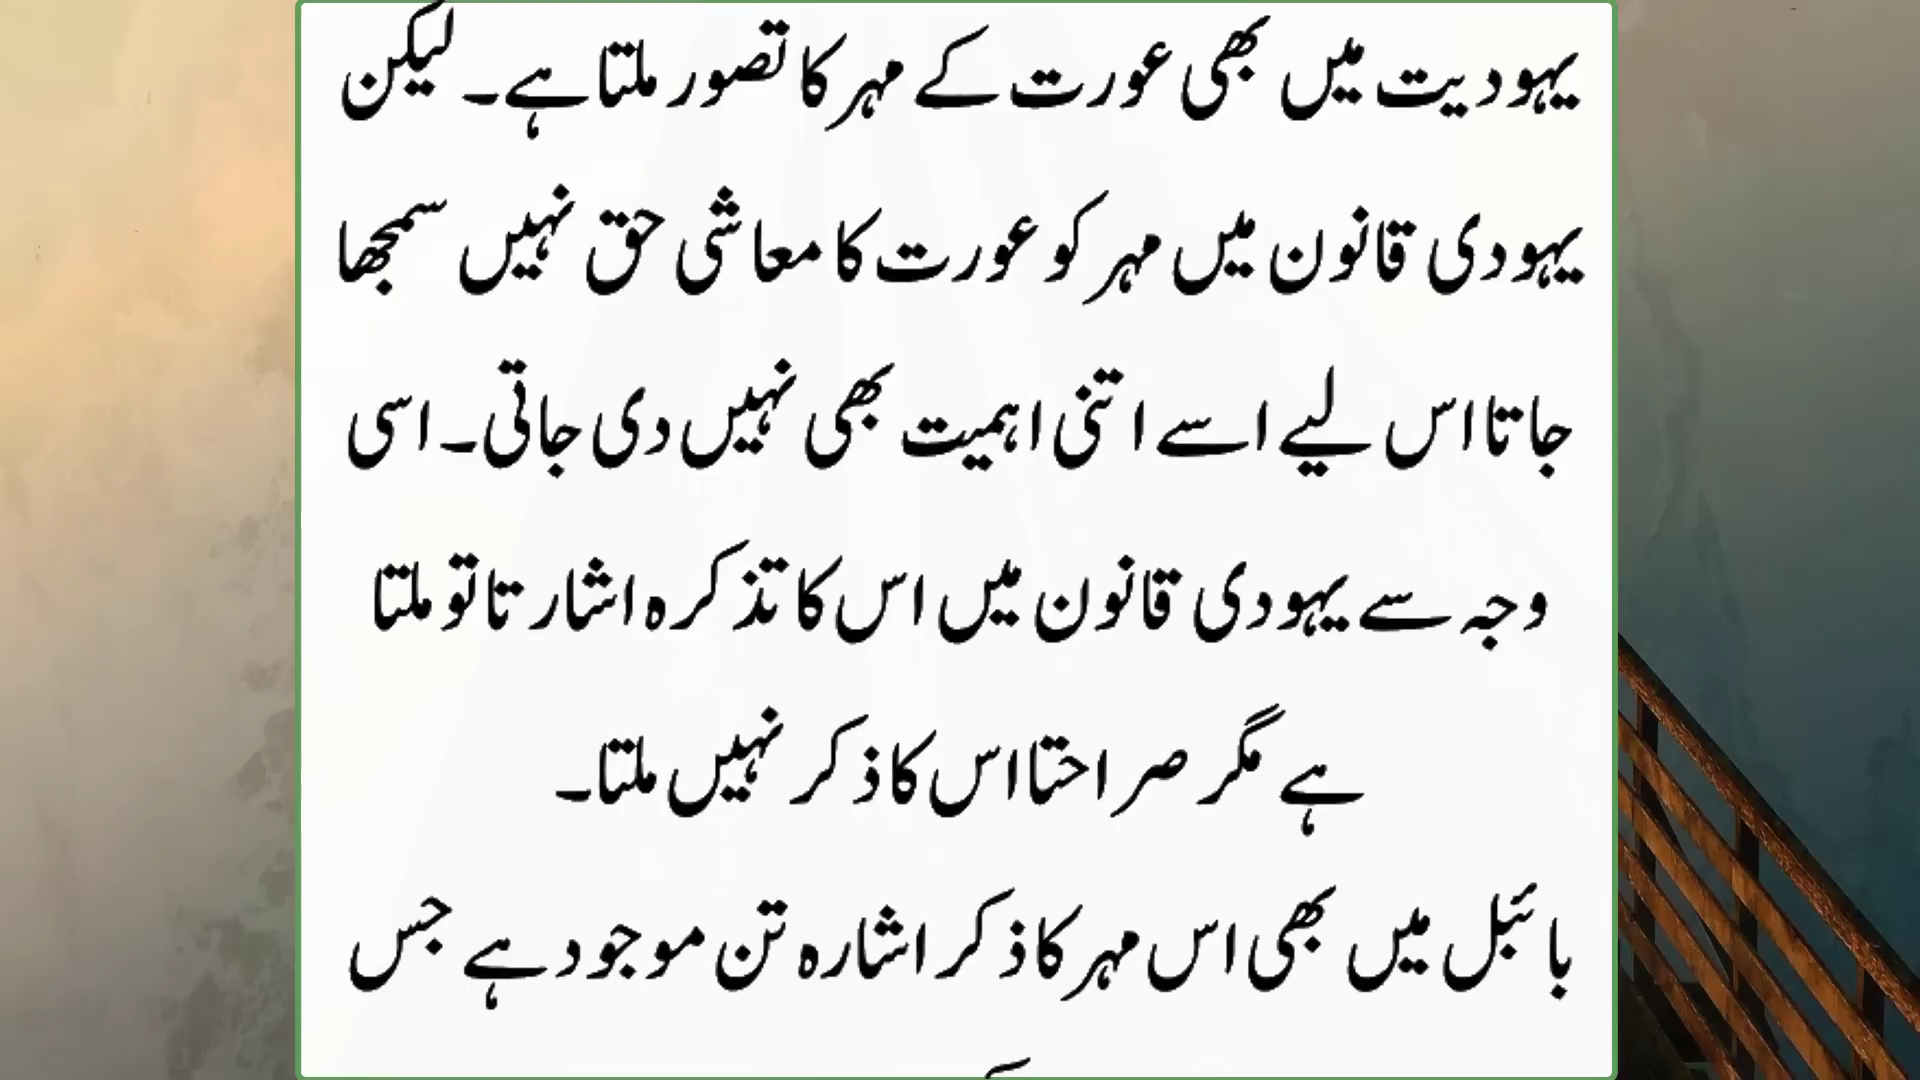 یہودیت میں بھی عورت کے مہر کا تصور ملتا ہے۔ لیکن
یہودی قانون میں مہر کو عورت کا معاشی حق نہیں سمجھا
جاتا اس لیے اسے اتنی اہمیت بھی نہیں دی جاتی۔ اسی
وجہ سے یہودی قانون میں اس کا تذکرہ اشارتا تو ملتا
ہے مگر صراحتا اس کا ذکر نہیں ملتا۔
بائبل میں بھی اس مہر کا ذکر اشارہ تن موجود ہے جس